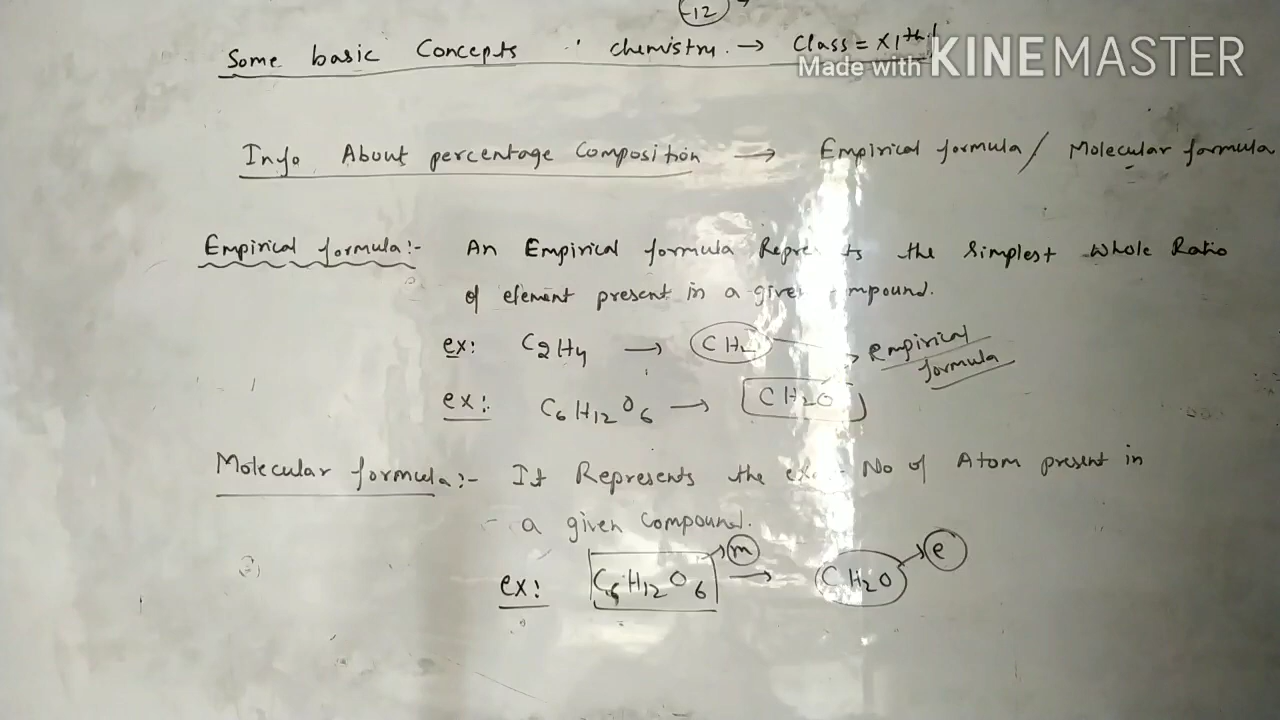 -12 →
Some basic Concepts chemistry → Class = XIth
Made with KINEMASTER
Info About percentage Composition → Empirical formula / Molecular formula
Empirical formula:- An Empirical formula the simplest whole Ratio
of element present in a given
ex: C2H4 → CH2 Empirical
formula
ex: C6H12O6 → CH2O
Molecular formula:- It Represents the No of Atom present in
a given Compound.
m e
ex: C6H12O6 → CH2O